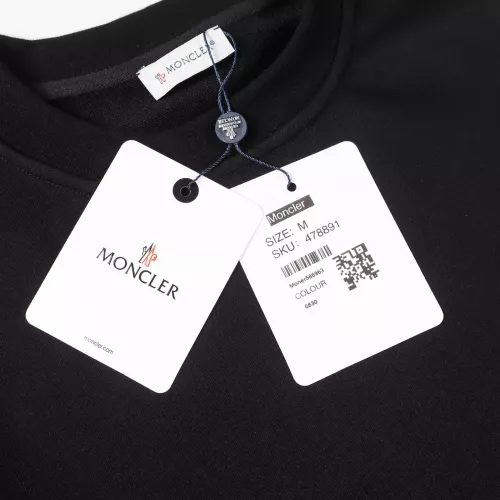 MONCLER
MONCLER
moncler.com
Moncler
SIZE: M
SKU: 478891
COLOUR